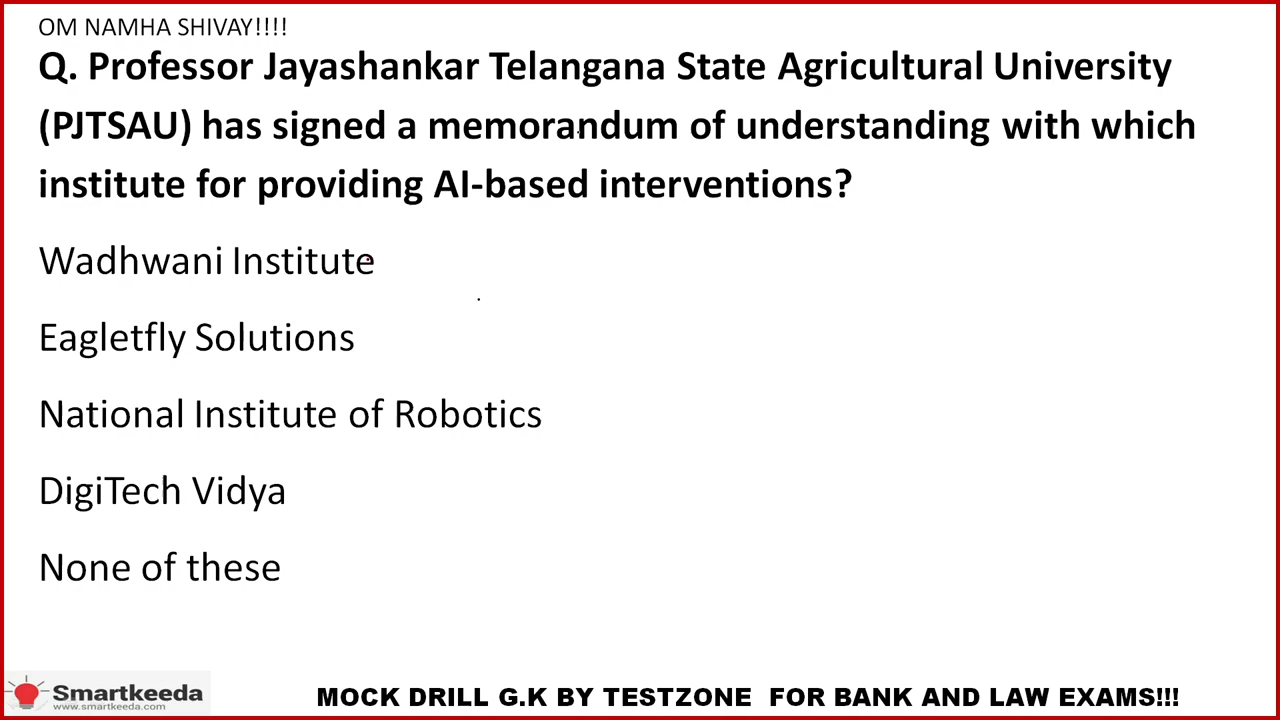 OM NAMHA SHIVAY!!!!
Q. Professor Jayashankar Telangana State Agricultural University
(PJTSAU) has signed a memorandum of understanding with which
institute for providing AI-based interventions?
Wadhwani Institute
Eagletfly Solutions
National Institute of Robotics
DigiTech Vidya
None of these
Smartkeeda
www.smartkeeda.com
MOCK DRILL G.K BY TESTZONE FOR BANK AND LAW EXAMS!!!